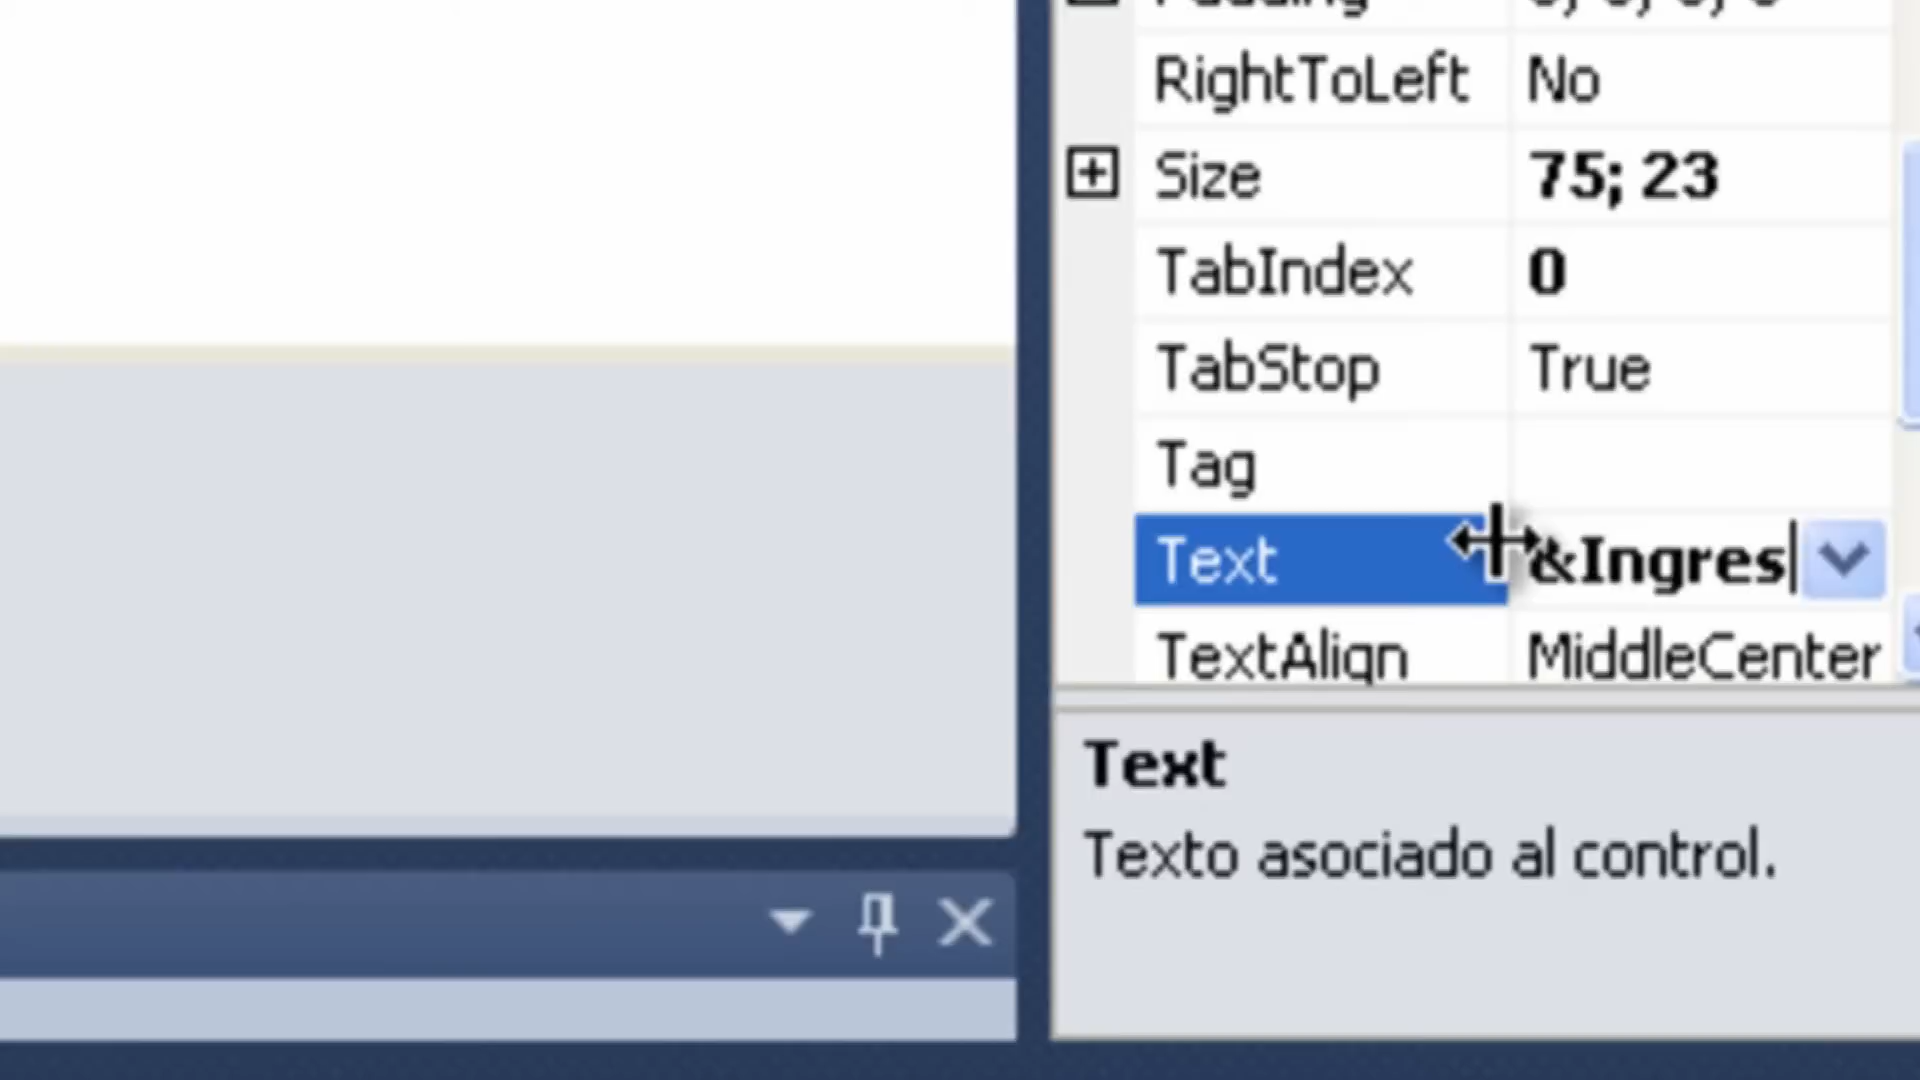 RightToLeft No
Size 75; 23
TabIndex 0
TabStop True
Tag
Text &Ingres
TextAlign MiddleCenter
Text
Texto asociado al control.